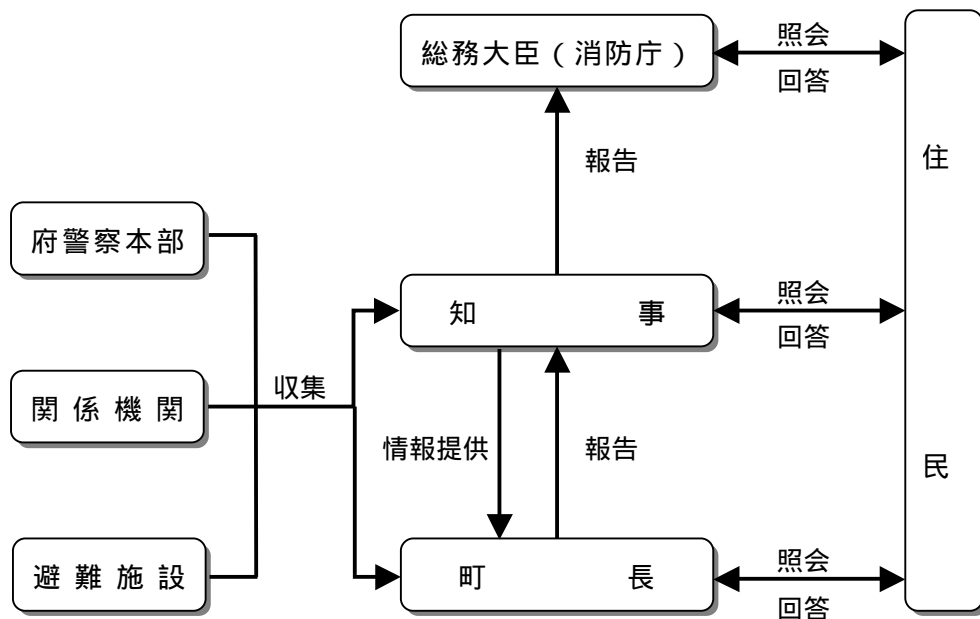 総務大臣（消防庁）
照会
回答
住民
報告
府警察本部
知事
照会
回答
関係機関
収集
情報提供
報告
避難施設
町長
照会
回答